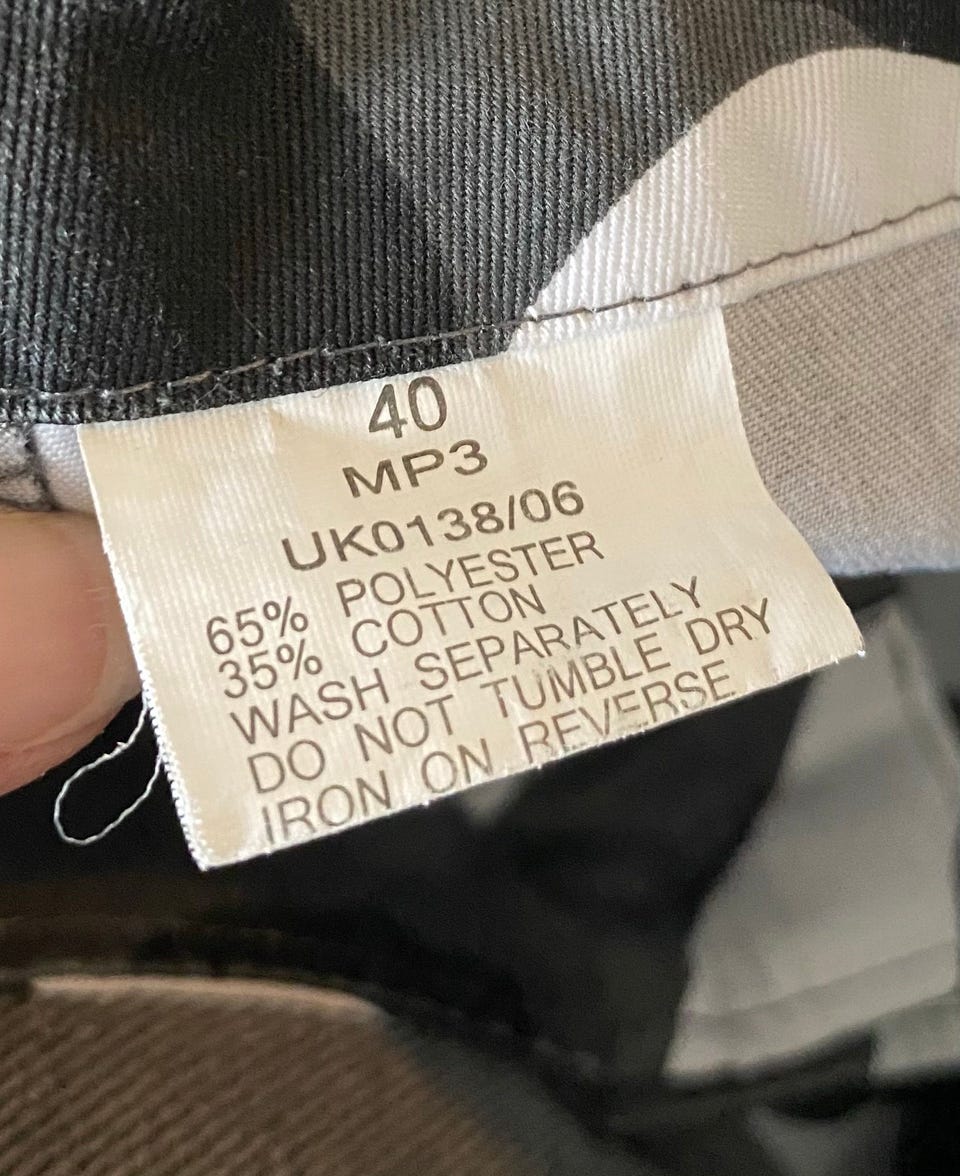 40
MP3
UK0138/06
65% POLYESTER
35% COTTON
WASH SEPARATELY
DO NOT TUMBLE DRY
IRON ON REVERSE